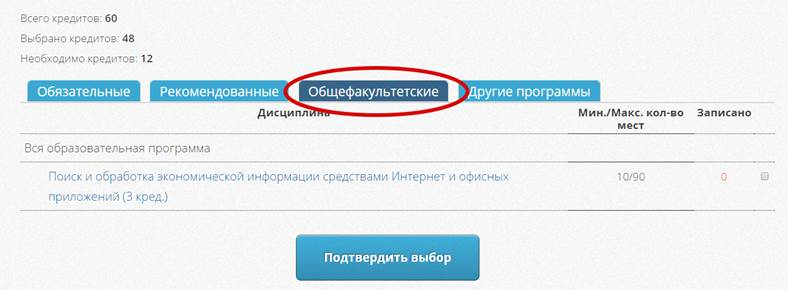 Всего кредитов: 60
Выбрано кредитов: 48
Необходимо кредитов: 12
Обязательные Рекомендованные Общефакультетские Другие программы
Дисциплина Мин./Макс. кол-во мест Записано
Вся образовательная программа
Поиск и обработка экономической информации средствами Интернет и офисных 10/90 0
приложений (3 кред.)
Подтвердить выбор